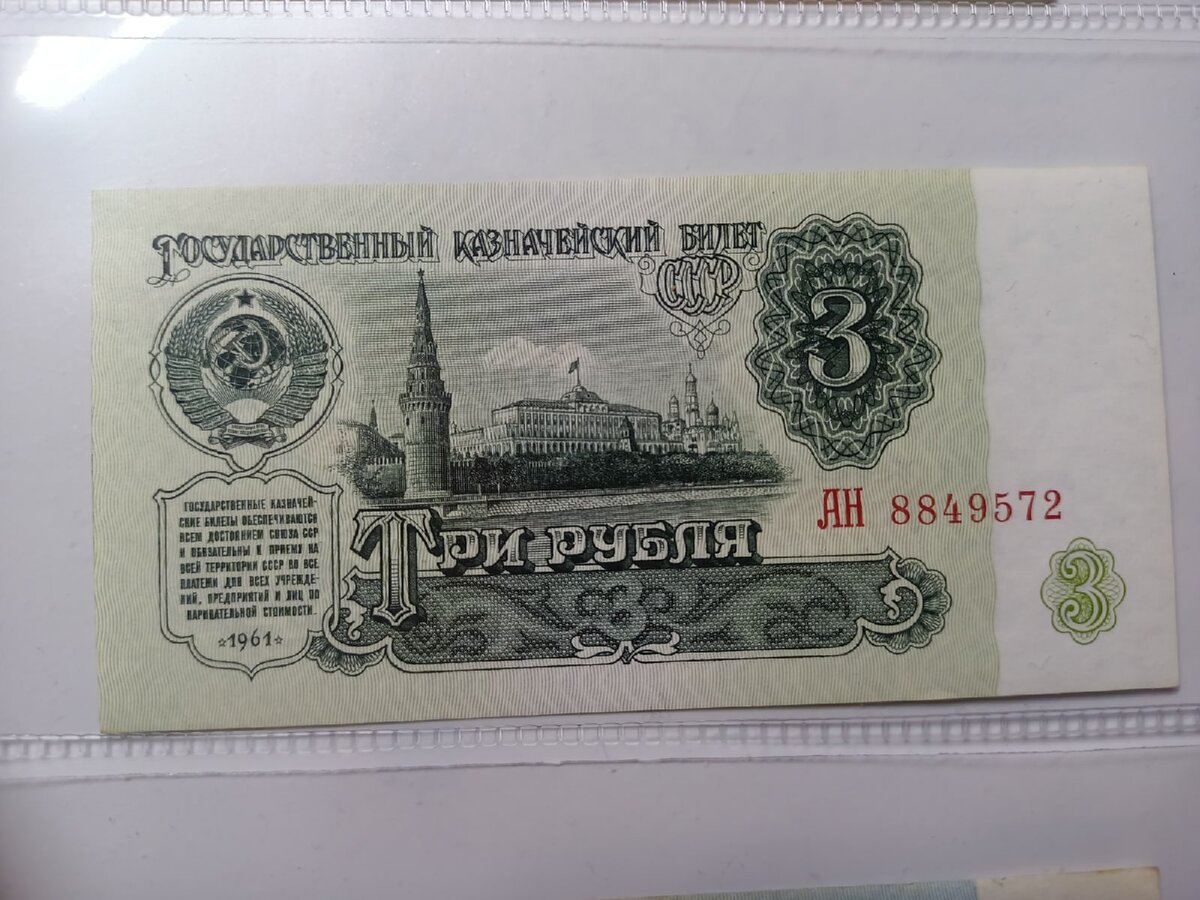 ГОСУДАРСТВЕННЫЙ КАЗНАЧЕЙСКИЙ БИЛЕТ
СССР
3
АН 8849572
ГОСУДАРСТВЕННЫЕ КАЗНАЧЕЙ-
СКИЕ БИЛЕТЫ ОБЕСПЕЧИВАЮТСЯ
ВСЕМ ДОСТОЯНИЕМ СОЮЗА ССР
И ОБЯЗАТЕЛЬНЫ К ПРИЕМУ НА
ВСЕЙ ТЕРРИТОРИИ СССР ВО ВСЕ
ПЛАТЕЖИ ДЛЯ ВСЕХ УЧРЕЖДЕ-
НИЙ, ПРЕДПРИЯТИЙ И ЛИЦ ПО
НАРИЦАТЕЛЬНОЙ СТОИМОСТИ.
☆1961☆
ТРИ РУБЛЯ
3
3